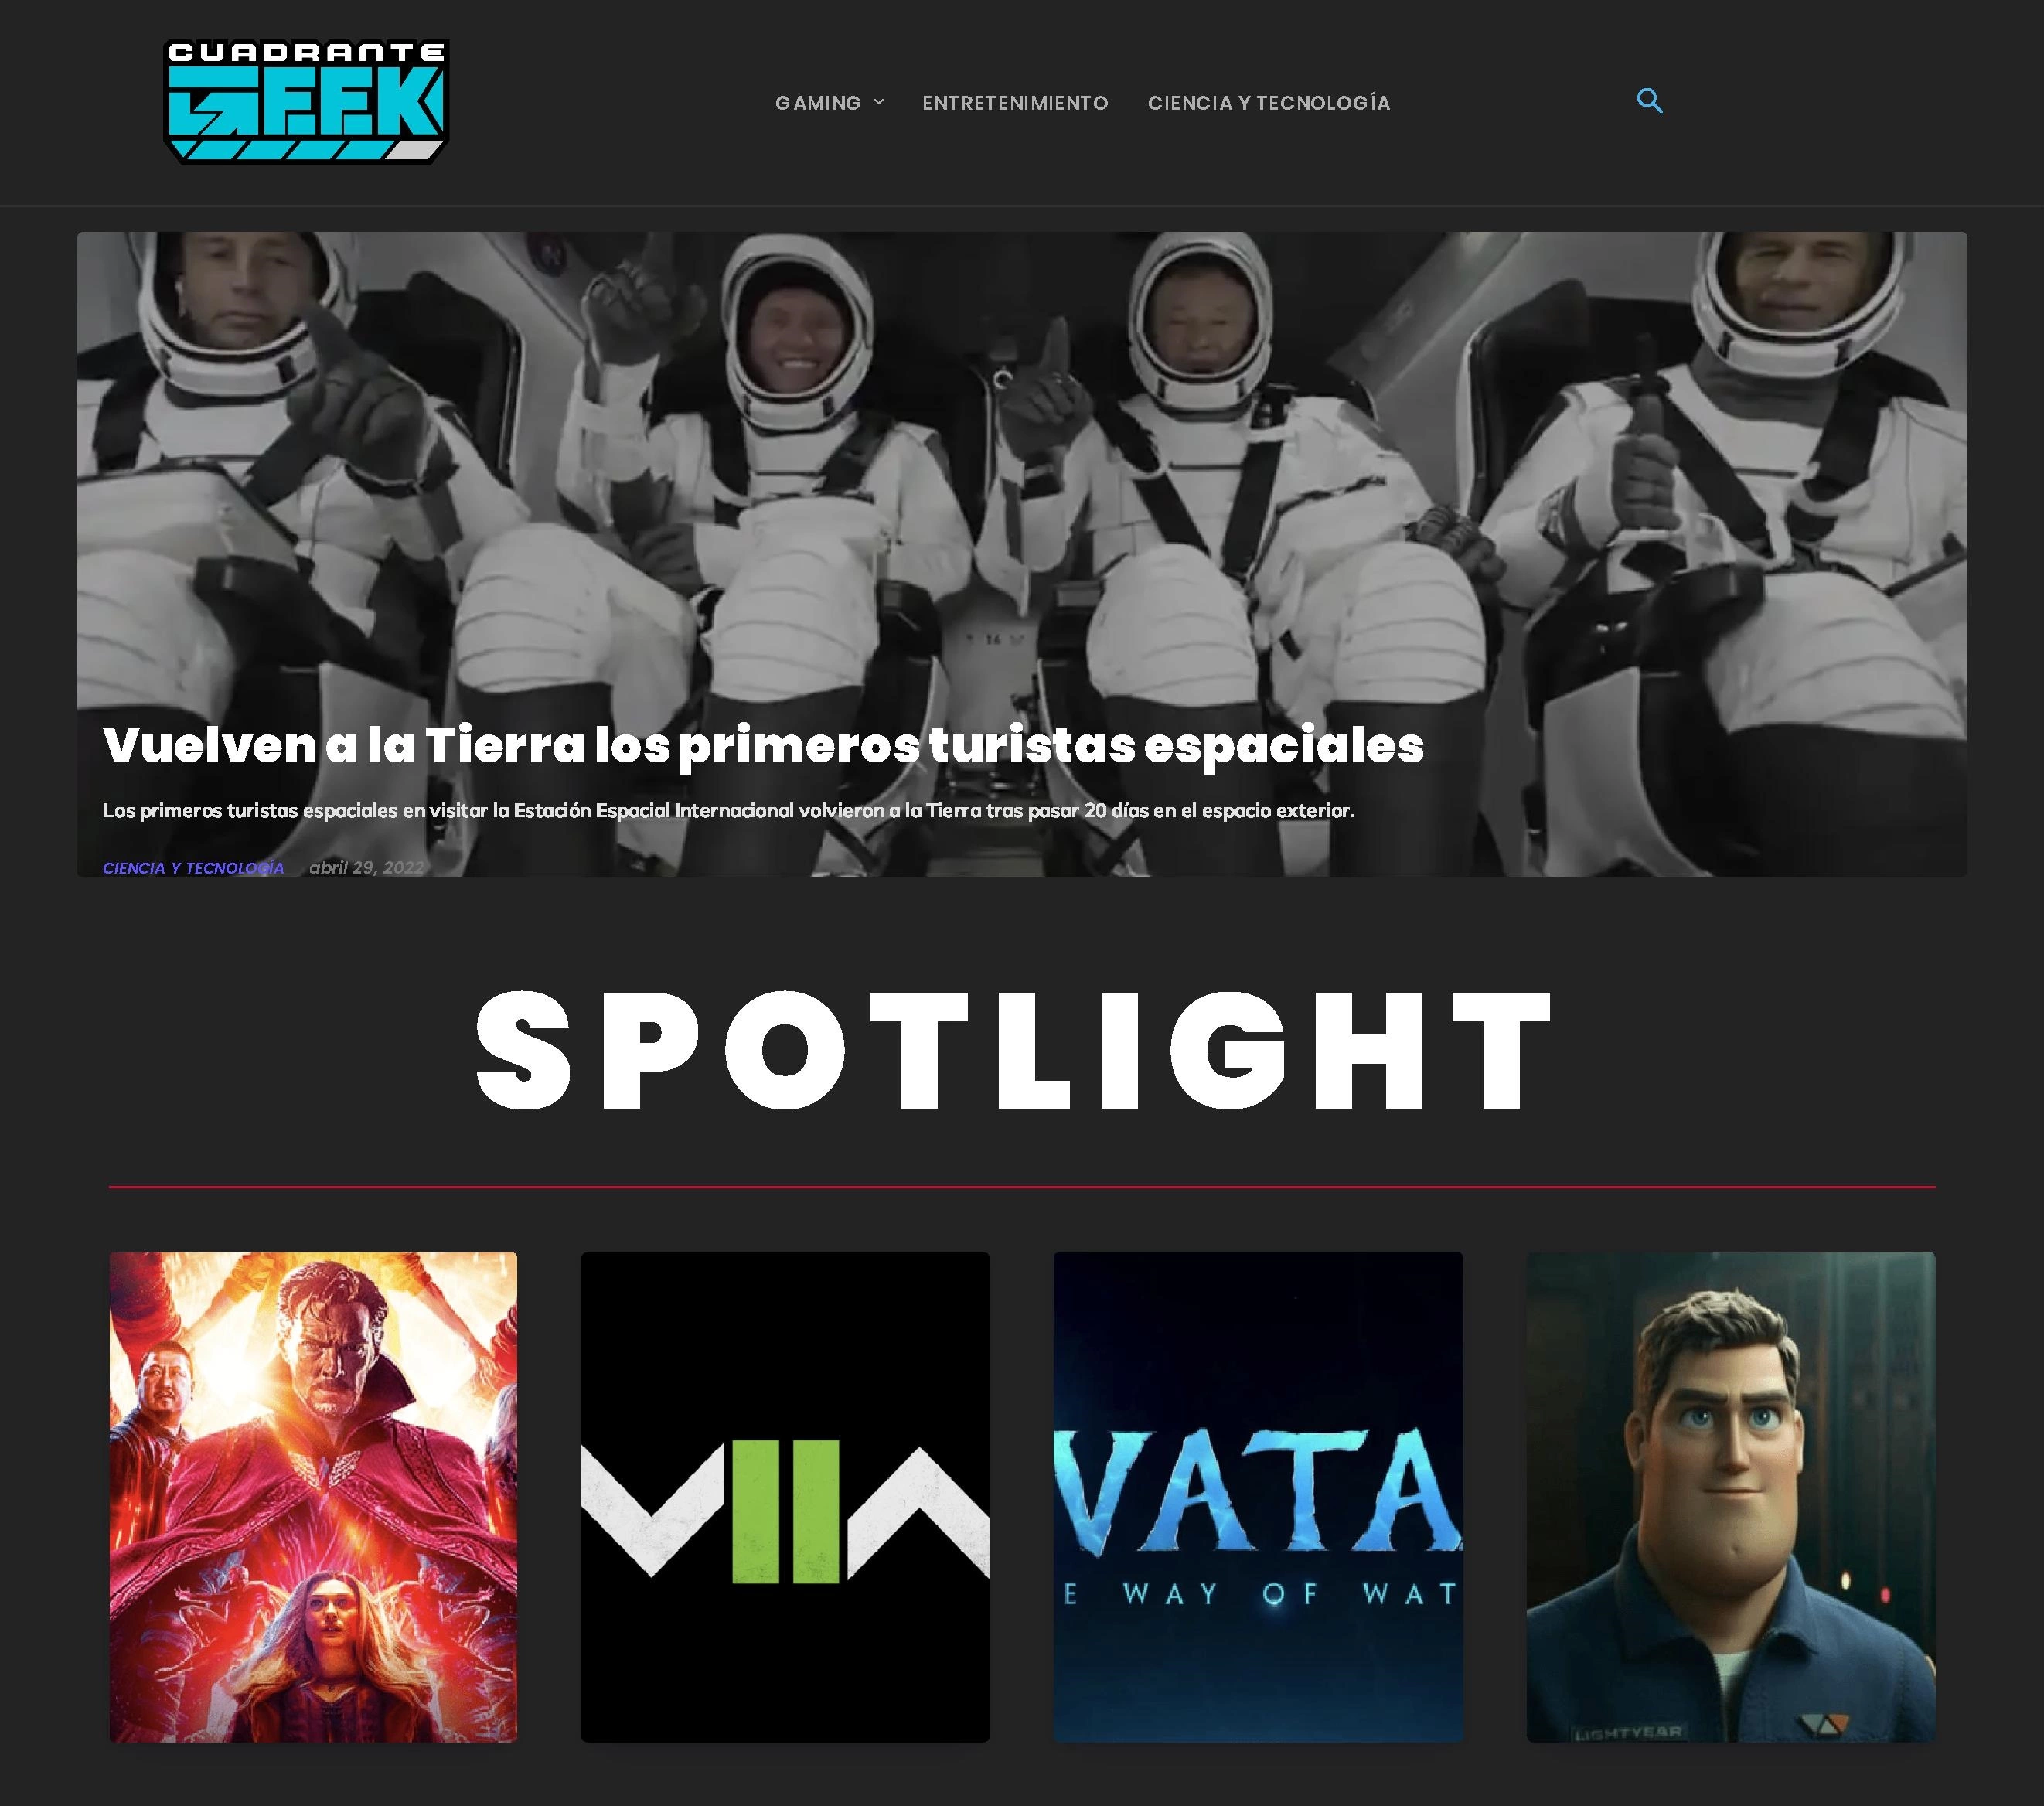 CUADRANTE
GEEK
GAMING
ENTRETENIMIENTO
CIENCIA Y TECNOLOGÍA
Vuelven a la Tierra los primeros turistas espaciales
Los primeros turistas espaciales en visitar la Estación Espacial Internacional volvieron a la Tierra tras pasar 20 días en el espacio exterior.
CIENCIA Y TECNOLOGÍA abril 29, 2022
SPOTLIGHT
VATA
E WAY OF WAT
LIGHTYEAR